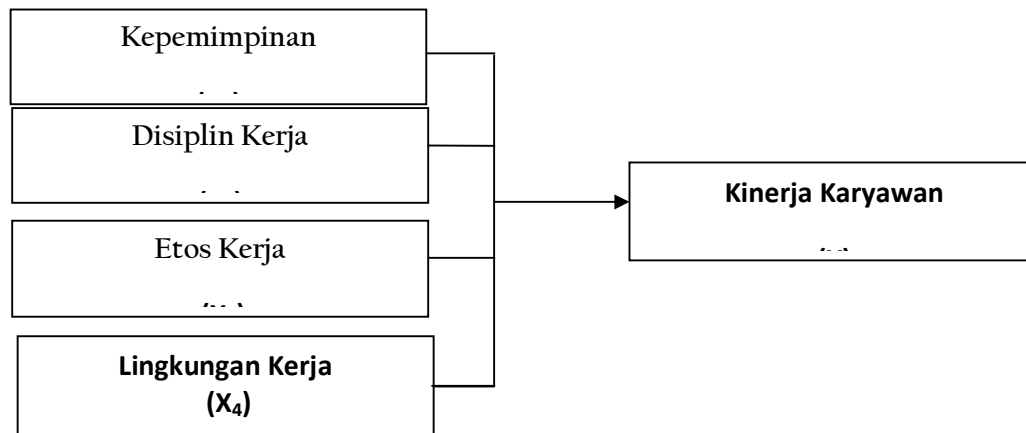 Kepemimpinan
Disiplin Kerja
Etos Kerja
Lingkungan Kerja
(X₄)
Kinerja Karyawan